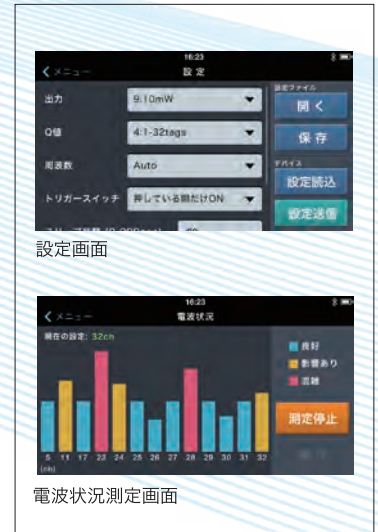 16:23
メニュー
設定
出力
9:10mW
設定ファイル
開く
Q値
4:1-32tags
保存
周波数
Auto
デバイス
設定読込
トリガースイッチ
押している間だけON
設定送信
設定画面
16:23
メニュー
電波状況
現在の設定: 32ch
良好
影響あり
混雑
測定停止
5 11 17 23 24 25 26 27 28 29 30 31 32
(ch)
電波状況測定画面